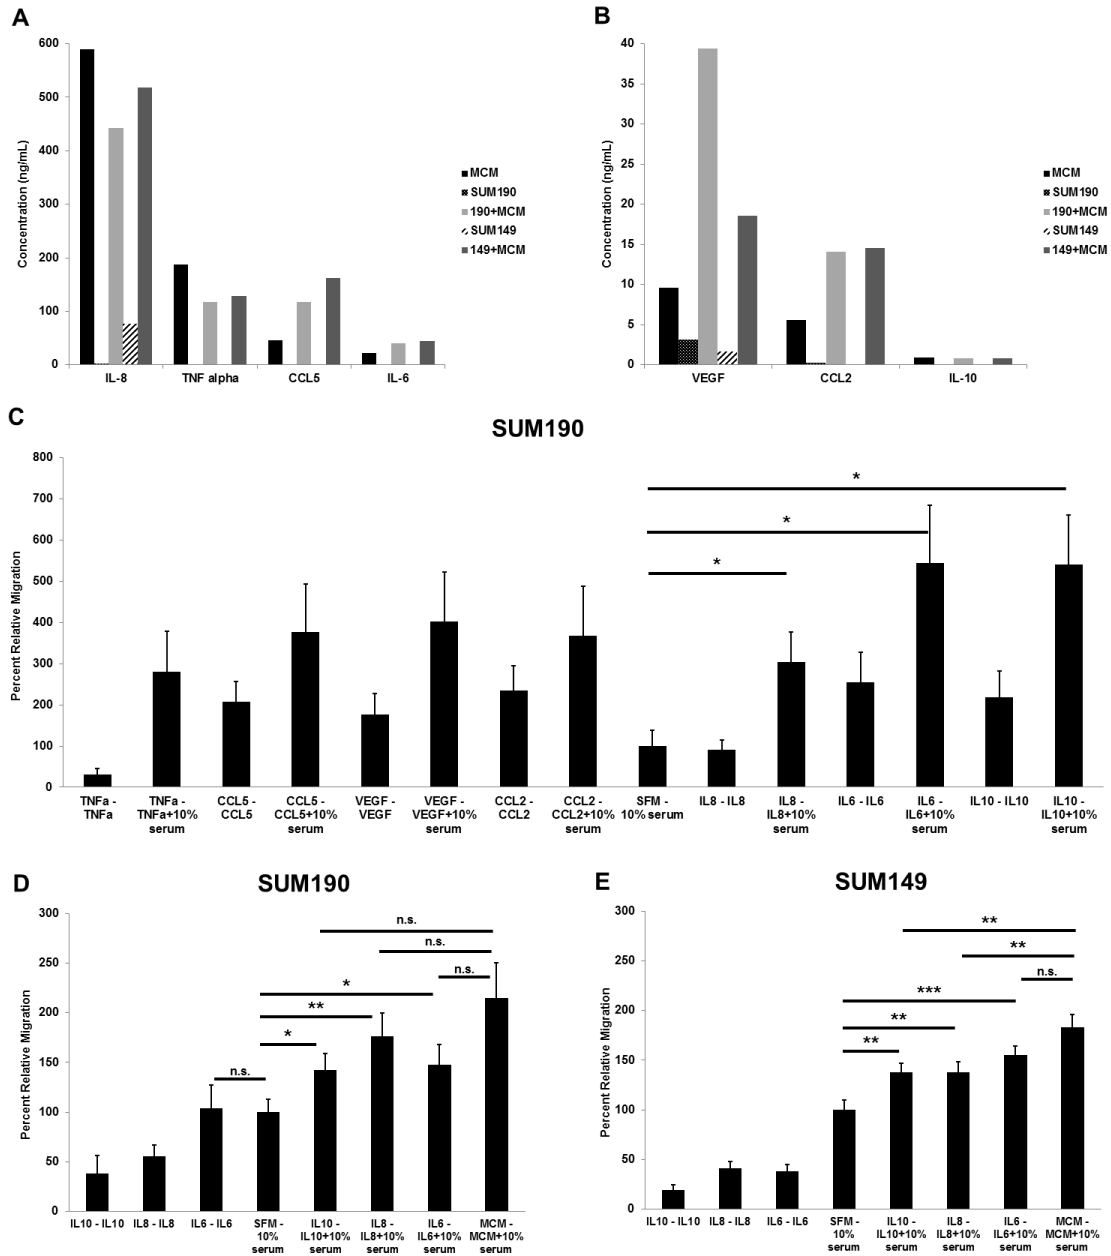 A
600
500
400
300
200
100
0
Concentration (ng/mL)
IL-8
TNF alpha
CCL5
IL-6
MCM
SUM190
190+MCM
SUM149
149+MCM
B
40
35
30
25
20
15
10
5
0
Concentration (ng/mL)
VEGF
CCL2
IL-10
MCM
SUM190
190+MCM
SUM149
149+MCM
C
SUM190
800
700
600
500
400
300
200
100
0
Percent Relative Migration
*
*
*
TNFa -
TNFa
TNFa -
TNFa+10%
serum
CCL5 -
CCL5
CCL5 -
CCL5+10%
serum
VEGF -
VEGF
VEGF -
VEGF+10%
serum
CCL2 -
CCL2
CCL2 -
CCL2+10%
serum
SFM -
10% serum
IL8 - IL8
IL8 -
IL8+10%
serum
IL6 - IL6
IL6 -
IL6+10%
serum
IL10 - IL10
IL10 -
IL10+10%
serum
D
SUM190
300
250
200
150
100
50
0
Percent Relative Migration
n.s.
n.s.
n.s.
*
**
*
n.s.
IL10 - IL10
IL8 - IL8
IL6 - IL6
SFM -
10%
serum
IL10 -
IL10+10%
serum
IL8 -
IL8+10%
serum
IL6 -
IL6+10%
serum
MCM -
MCM+10%
serum
E
SUM149
300
250
200
150
100
50
0
Percent Relative Migration
**
**
n.s.
***
**
**
IL10 - IL10
IL8 - IL8
IL6 - IL6
SFM -
10%
serum
IL10 -
IL10+10%
serum
IL8 -
IL8+10%
serum
IL6 -
IL6+10%
serum
MCM -
MCM+10%
serum